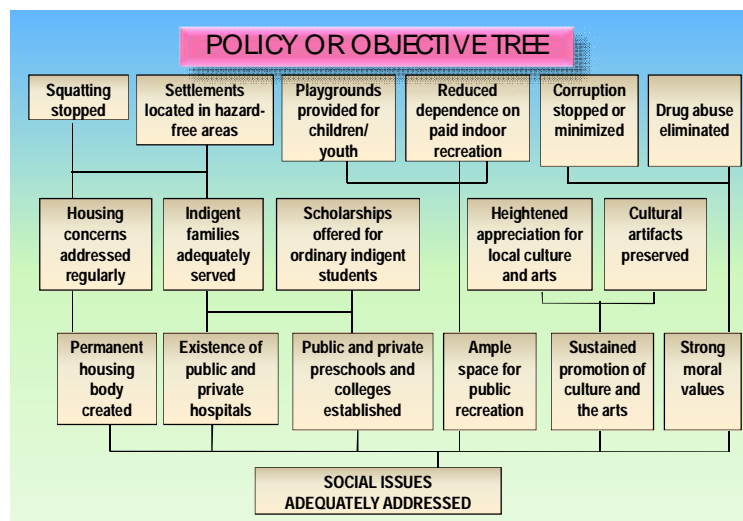 POLICY OR OBJECTIVE TREE
Squatting
stopped
Settlements
located in hazard-
free areas
Playgrounds
provided for
children/
youth
Reduced
dependence on
paid indoor
recreation
Corruption
stopped or
minimized
Drug abuse
eliminated
Housing
concerns
addressed
regularly
Indigent
families
adequately
served
Scholarships
offered for
ordinary indigent
students
Heightened
appreciation for
local culture
and arts
Cultural
artifacts
preserved
Permanent
housing
body
created
Existence of
public and
private
hospitals
Public and private
preschools and
colleges
established
Ample
space for
public
recreation
Sustained
promotion of
culture and
the arts
Strong
moral
values
SOCIAL ISSUES
ADEQUATELY ADDRESSED